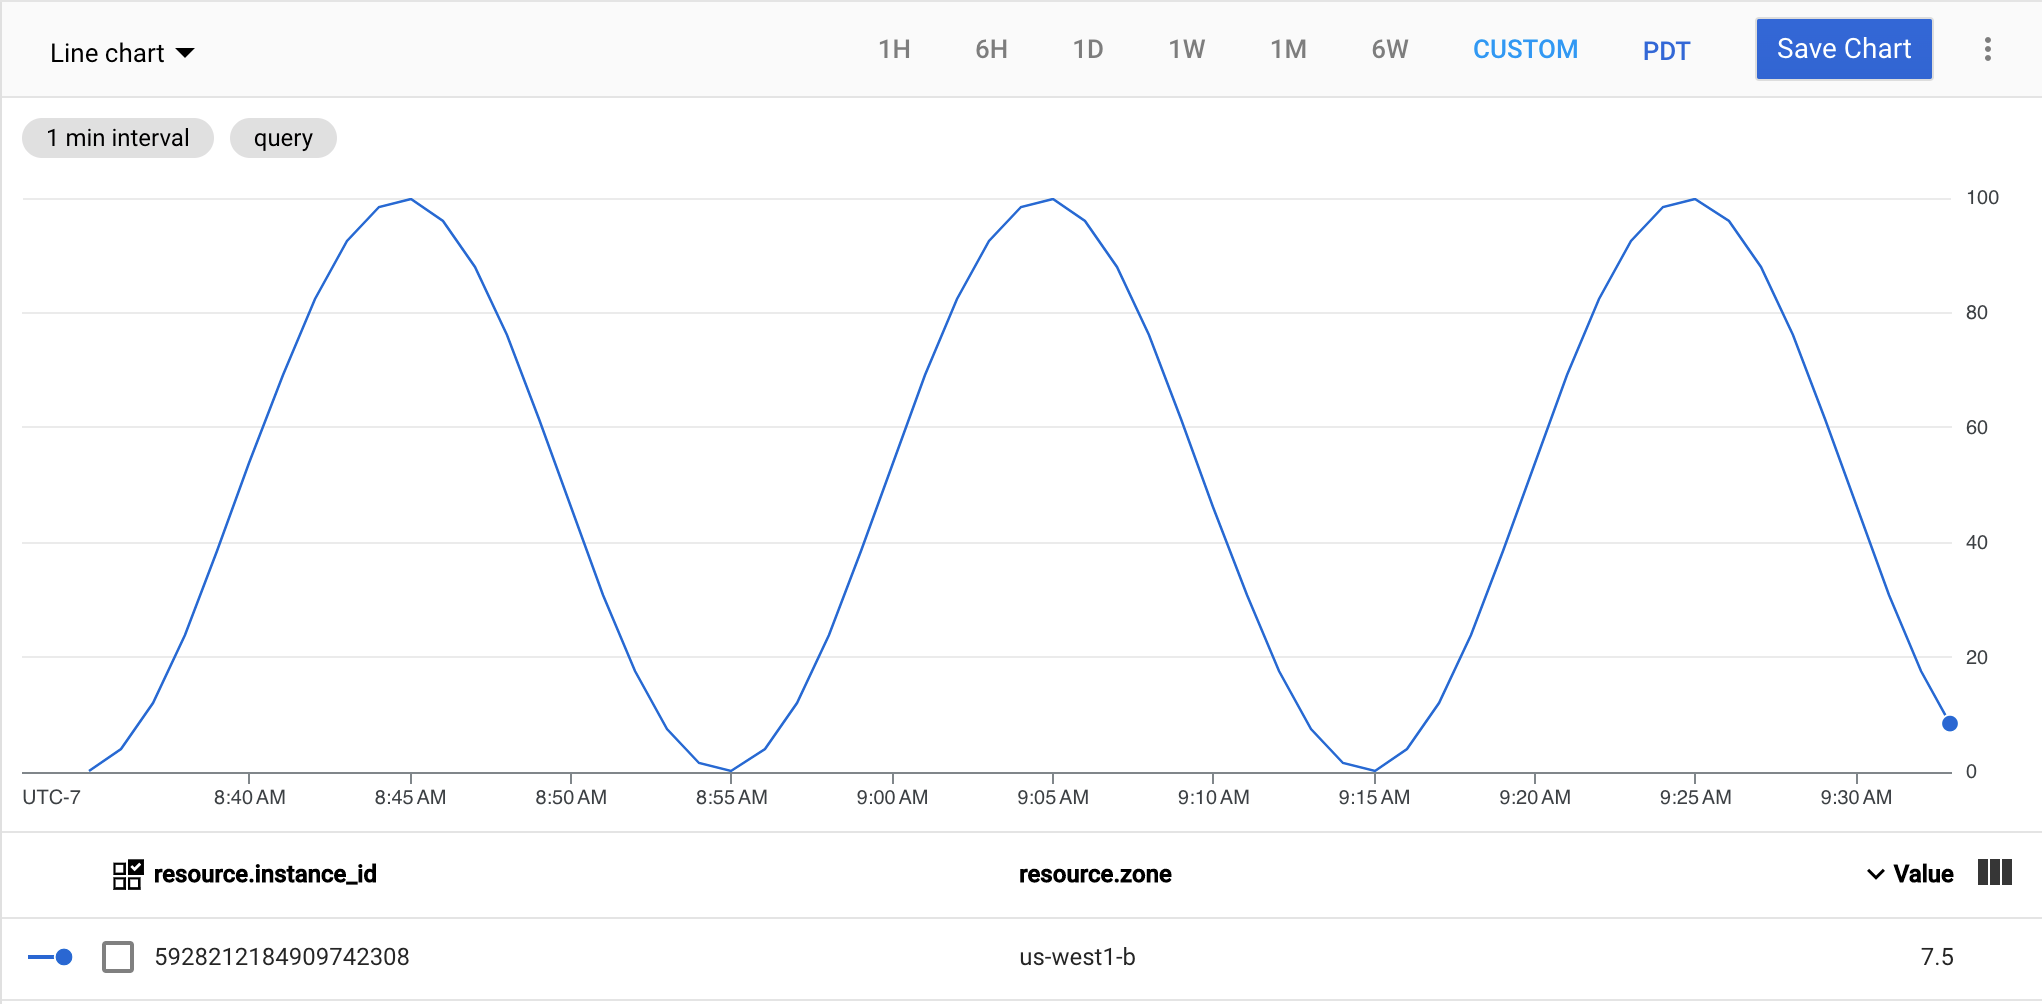 Line chart 1H 6H 1D 1W 1M 6W CUSTOM PDT Save Chart
1 min interval query
100
80
60
40
20
0
UTC-7 8:40 AM 8:45 AM 8:50 AM 8:55 AM 9:00 AM 9:05 AM 9:10 AM 9:15 AM 9:20 AM 9:25 AM 9:30 AM
resource.instance_id resource.zone Value
5928212184909742308 us-west1-b 7.5